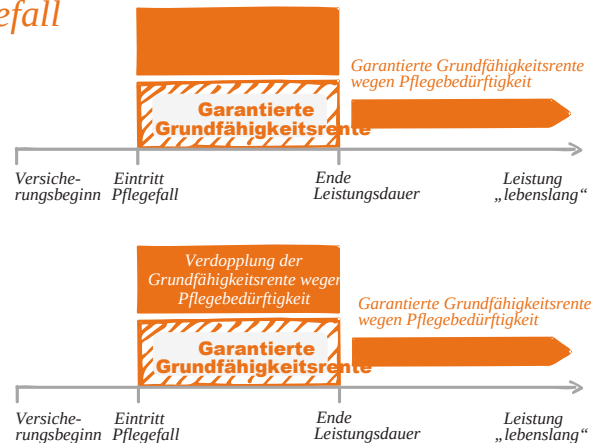 efall
Garantierte Grundfähigkeitsrente
wegen Pflegebedürftigkeit
Garantierte
Grundfähigkeitsrente
Versiche-
rungsbeginn
Eintritt
Pflegefall
Ende
Leistungsdauer
Leistung
„lebenslang“
Verdopplung der
Grundfähigkeitsrente wegen
Pflegebedürftigkeit
Garantierte Grundfähigkeitsrente
wegen Pflegebedürftigkeit
Garantierte
Grundfähigkeitsrente
Versiche-
rungsbeginn
Eintritt
Pflegefall
Ende
Leistungsdauer
Leistung
„lebenslang“